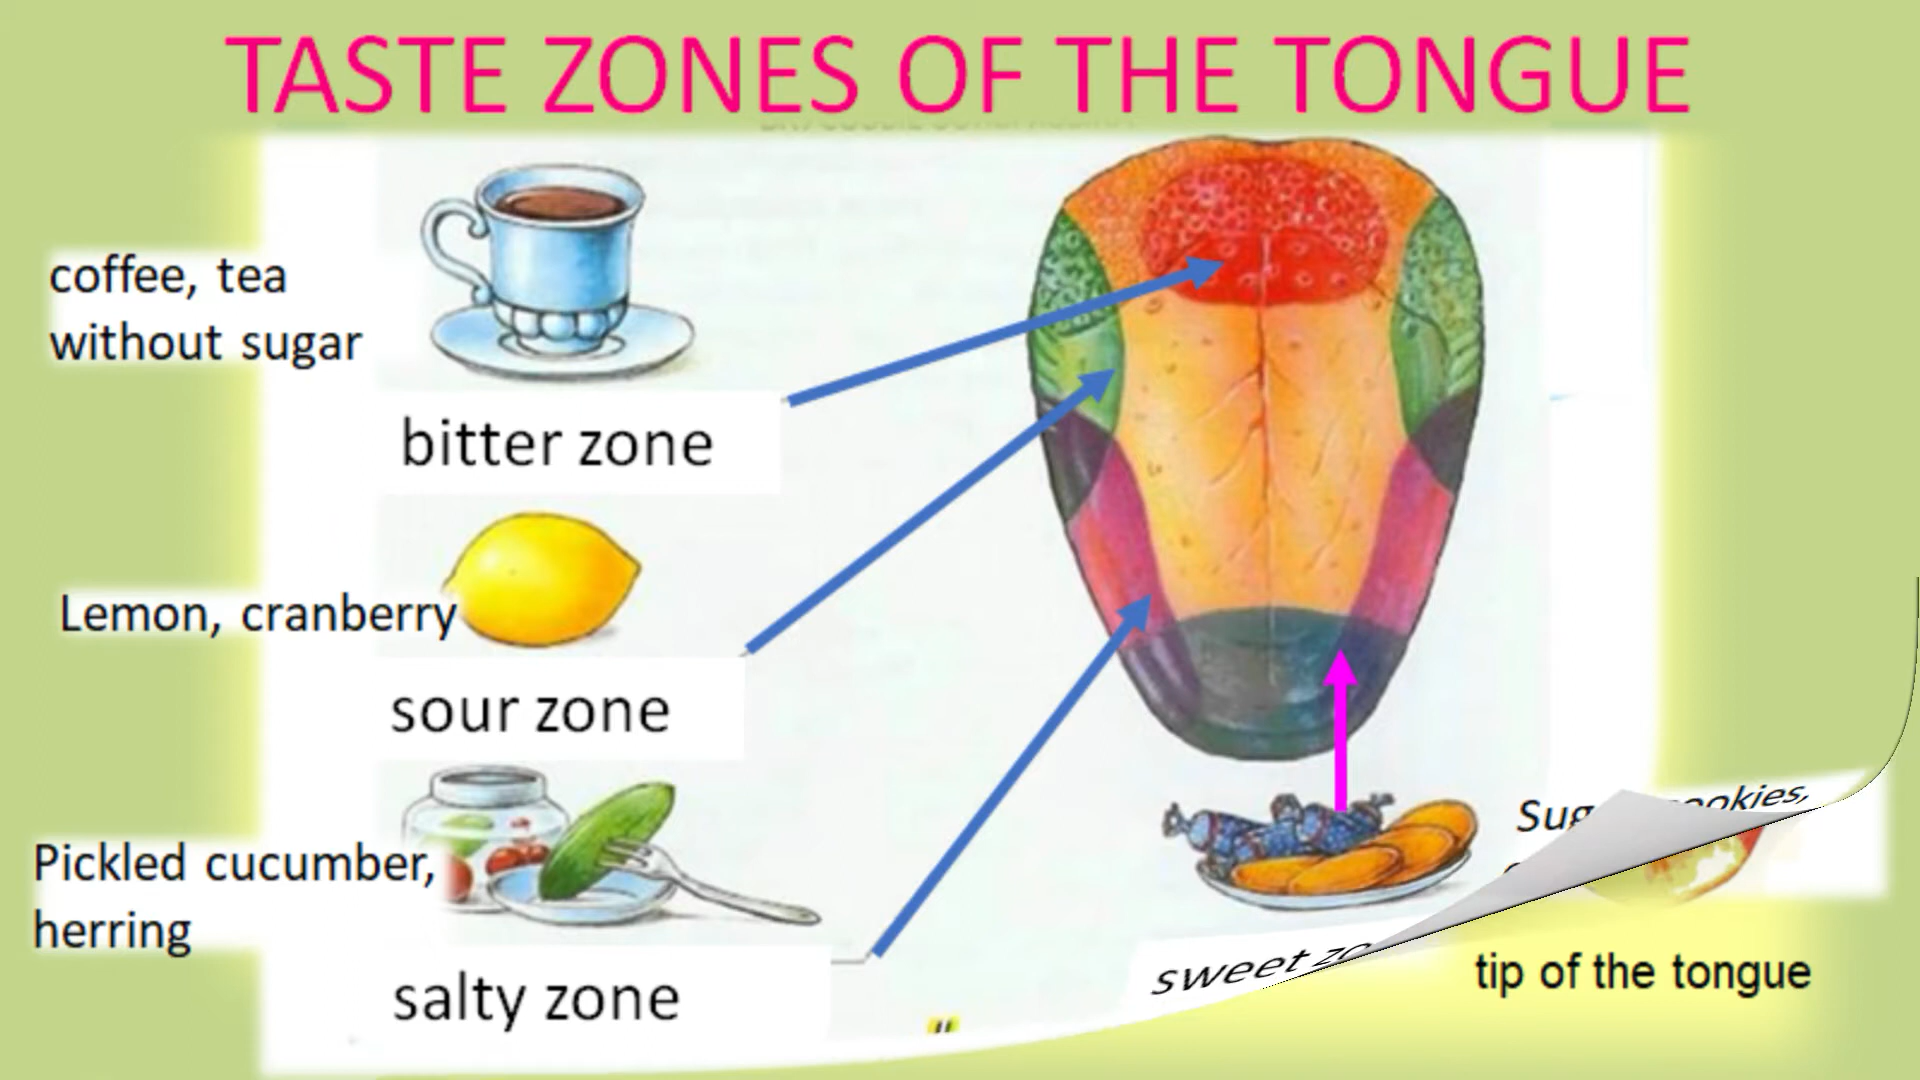 TASTE ZONES OF THE TONGUE
coffee, tea
without sugar
bitter zone
Lemon, cranberry
sour zone
Pickled cucumber,
herring
salty zone
sweet
tip of the tongue